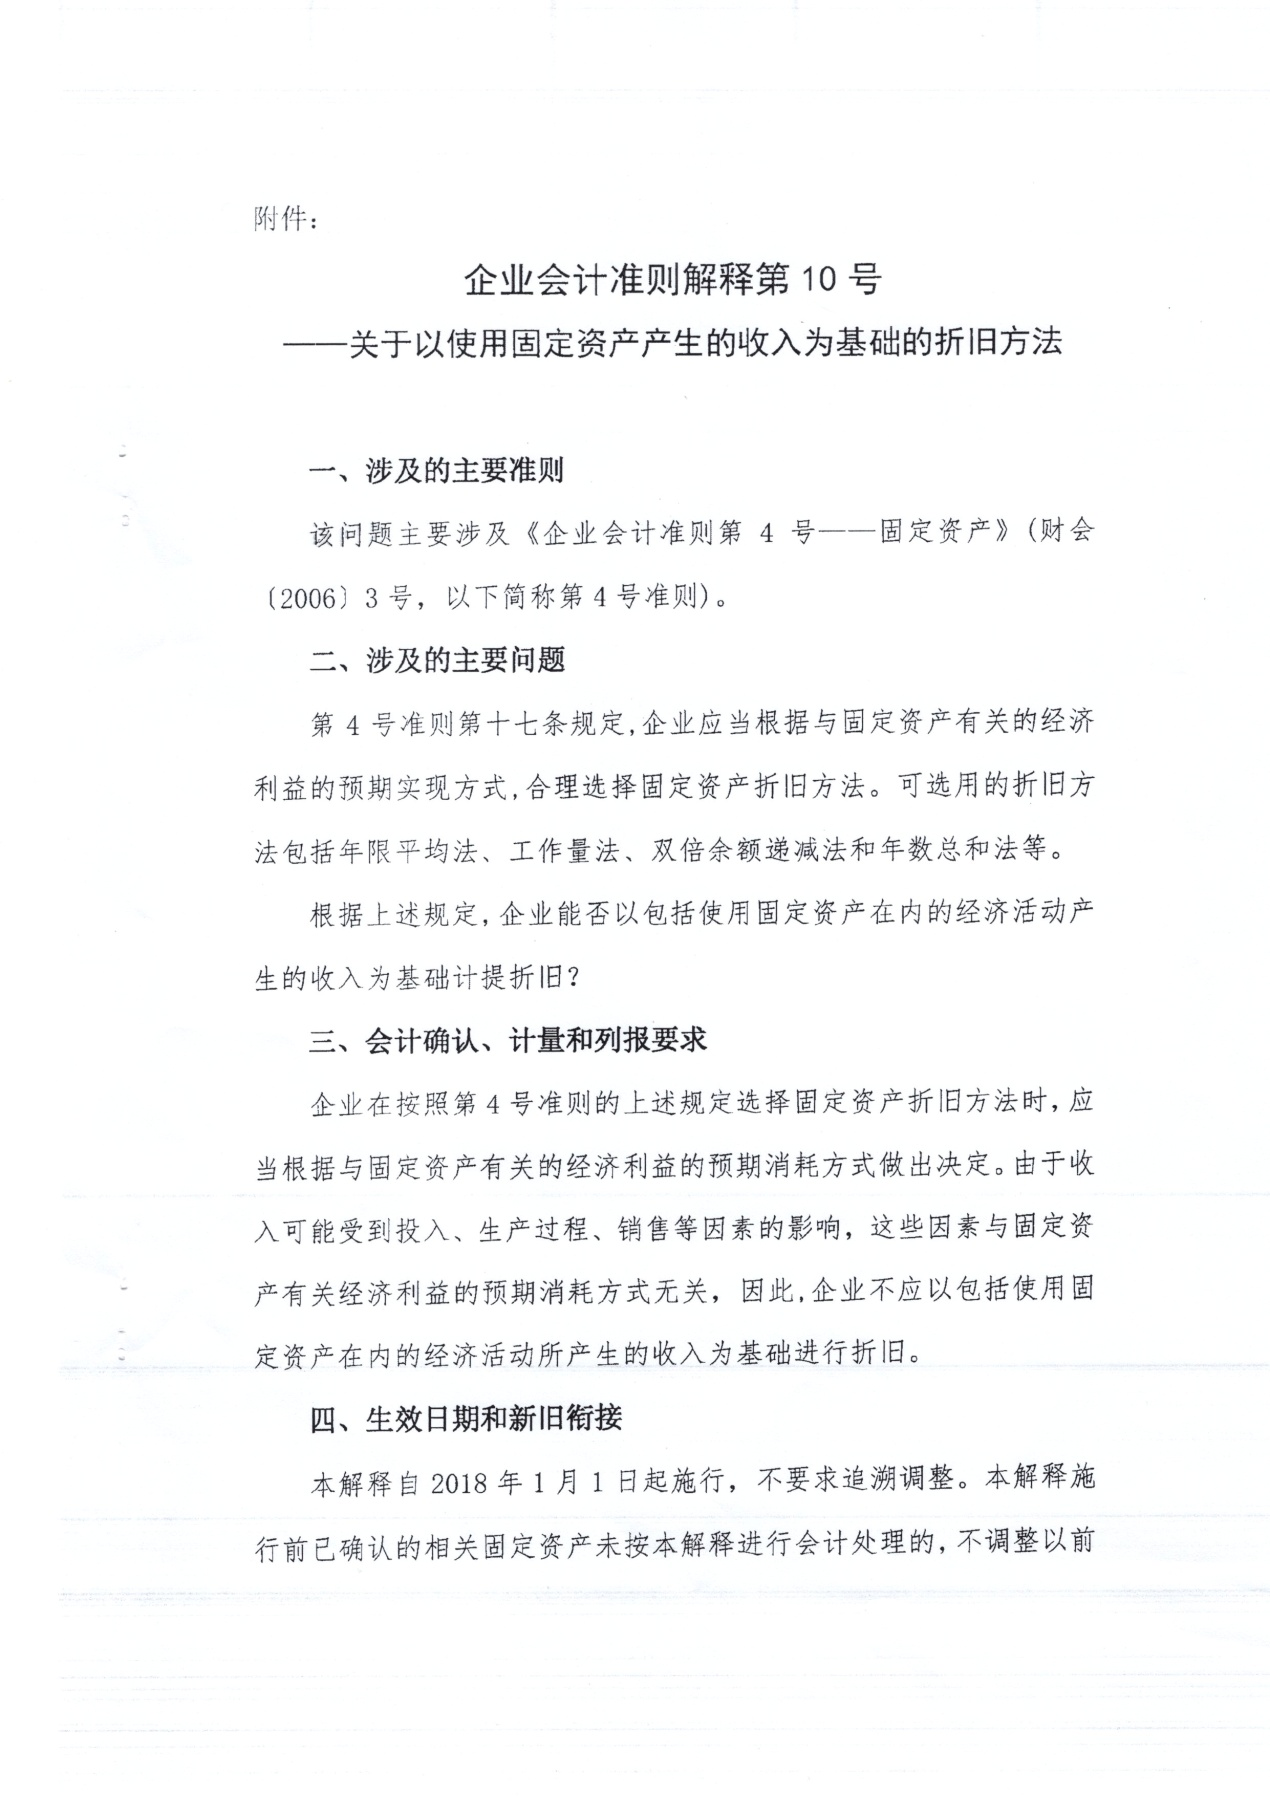 附件：
企业会计准则解释第 10 号
——关于以使用固定资产产生的收入为基础的折旧方法
一、涉及的主要准则
该问题主要涉及《企业会计准则第 4 号——固定资产》(财会
〔2006〕3 号，以下简称第 4 号准则)。
二、涉及的主要问题
第 4 号准则第十七条规定,企业应当根据与固定资产有关的经济
利益的预期实现方式,合理选择固定资产折旧方法。可选用的折旧方
法包括年限平均法、工作量法、双倍余额递减法和年数总和法等。
根据上述规定,企业能否以包括使用固定资产在内的经济活动产
生的收入为基础计提折旧?
三、会计确认、计量和列报要求
企业在按照第 4 号准则的上述规定选择固定资产折旧方法时,应
当根据与固定资产有关的经济利益的预期消耗方式做出决定。由于收
入可能受到投入、生产过程、销售等因素的影响，这些因素与固定资
产有关经济利益的预期消耗方式无关，因此,企业不应以包括使用固
定资产在内的经济活动所产生的收入为基础进行折旧。
四、生效日期和新旧衔接
本解释自 2018 年 1 月 1 日起施行，不要求追溯调整。本解释施
行前已确认的相关固定资产未按本解释进行会计处理的,不调整以前